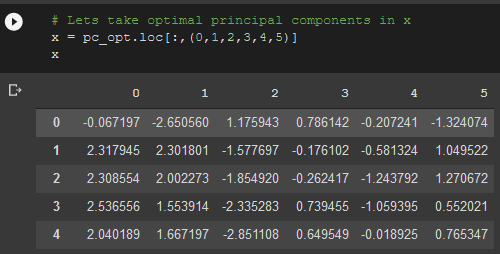 # Lets take optimal principal components in x
x = pc_opt.loc[:,(0,1,2,3,4,5)]
x
0 1 2 3 4 5
0 -0.067197 -2.650560 1.175943 0.786142 -0.207241 -1.324074
1 2.317945 2.301801 -1.577697 -0.176102 -0.581324 1.049522
2 2.308554 2.002273 -1.854920 -0.262417 -1.243792 1.270672
3 2.536556 1.553914 -2.335283 0.739455 -1.059395 0.552021
4 2.040189 1.667197 -2.851108 0.649549 -0.018925 0.765347